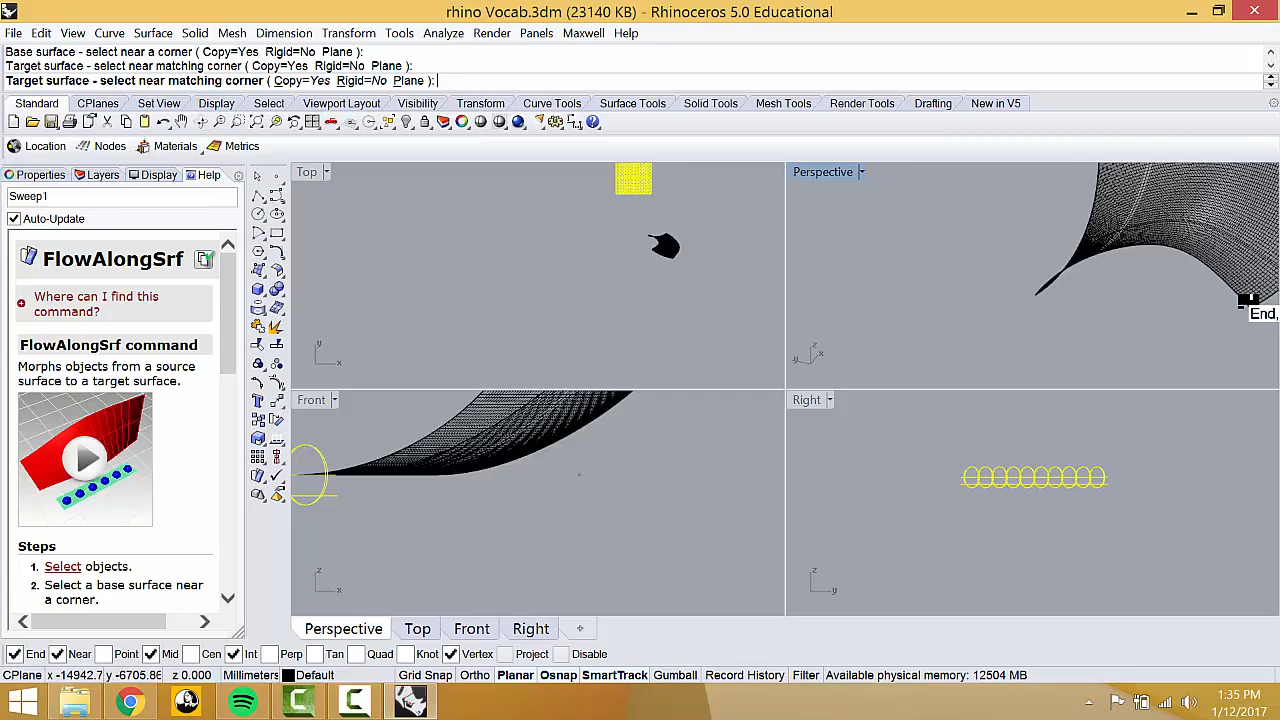 rhino Vocab.3dm (23140 KB) - Rhinoceros 5.0 Educational
File Edit View Curve Surface Solid Mesh Dimension Transform Tools Analyze Render Panels Maxwell Help
Base surface - select near a corner ( Copy=Yes Rigid=No Plane ):
Target surface - select near matching corner ( Copy=Yes Rigid=No Plane ):
Target surface - select near matching corner ( Copy=Yes Rigid=No Plane ):
Standard CPlanes Set View Display Select Viewport Layout Visibility Transform Curve Tools Surface Tools Solid Tools Mesh Tools Render Tools Drafting New in V5
Location Nodes Materials Metrics
Properties Layers Display Help
Sweep1
Auto-Update
FlowAlongSrf
Where can I find this
command?
FlowAlongSrf command
Morphs objects from a source
surface to a target surface.
Steps
1. Select objects.
2. Select a base surface near
a corner.
Top
y
x
Perspective
End,
z
y
x
Front
z
x
Right
z
y
Perspective Top Front Right
End Near Point Mid Cen Int Perp Tan Quad Knot Vertex Project Disable
CPlane x -14942.7 y -6705.86 z 0.000 Millimeters Default Grid Snap Ortho Planar Osnap SmartTrack Gumball Record History Filter Available physical memory: 12504 MB
1:35 PM
1/12/2017